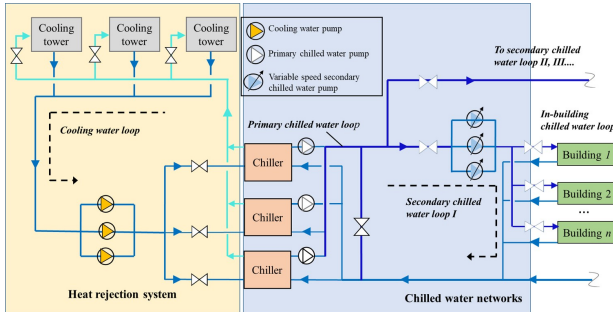 Cooling
tower
Cooling
tower
Cooling
tower
Cooling water pump
Primary chilled water pump
Variable speed secondary
chilled water pump
To secondary chilled
water loop II, III....
Cooling water loop
Primary chilled water loop
In-building
chilled water loop
Chiller
Chiller
Chiller
Secondary chilled
water loop I
Building 1
Building 2
...
Building n
Heat rejection system
Chilled water networks